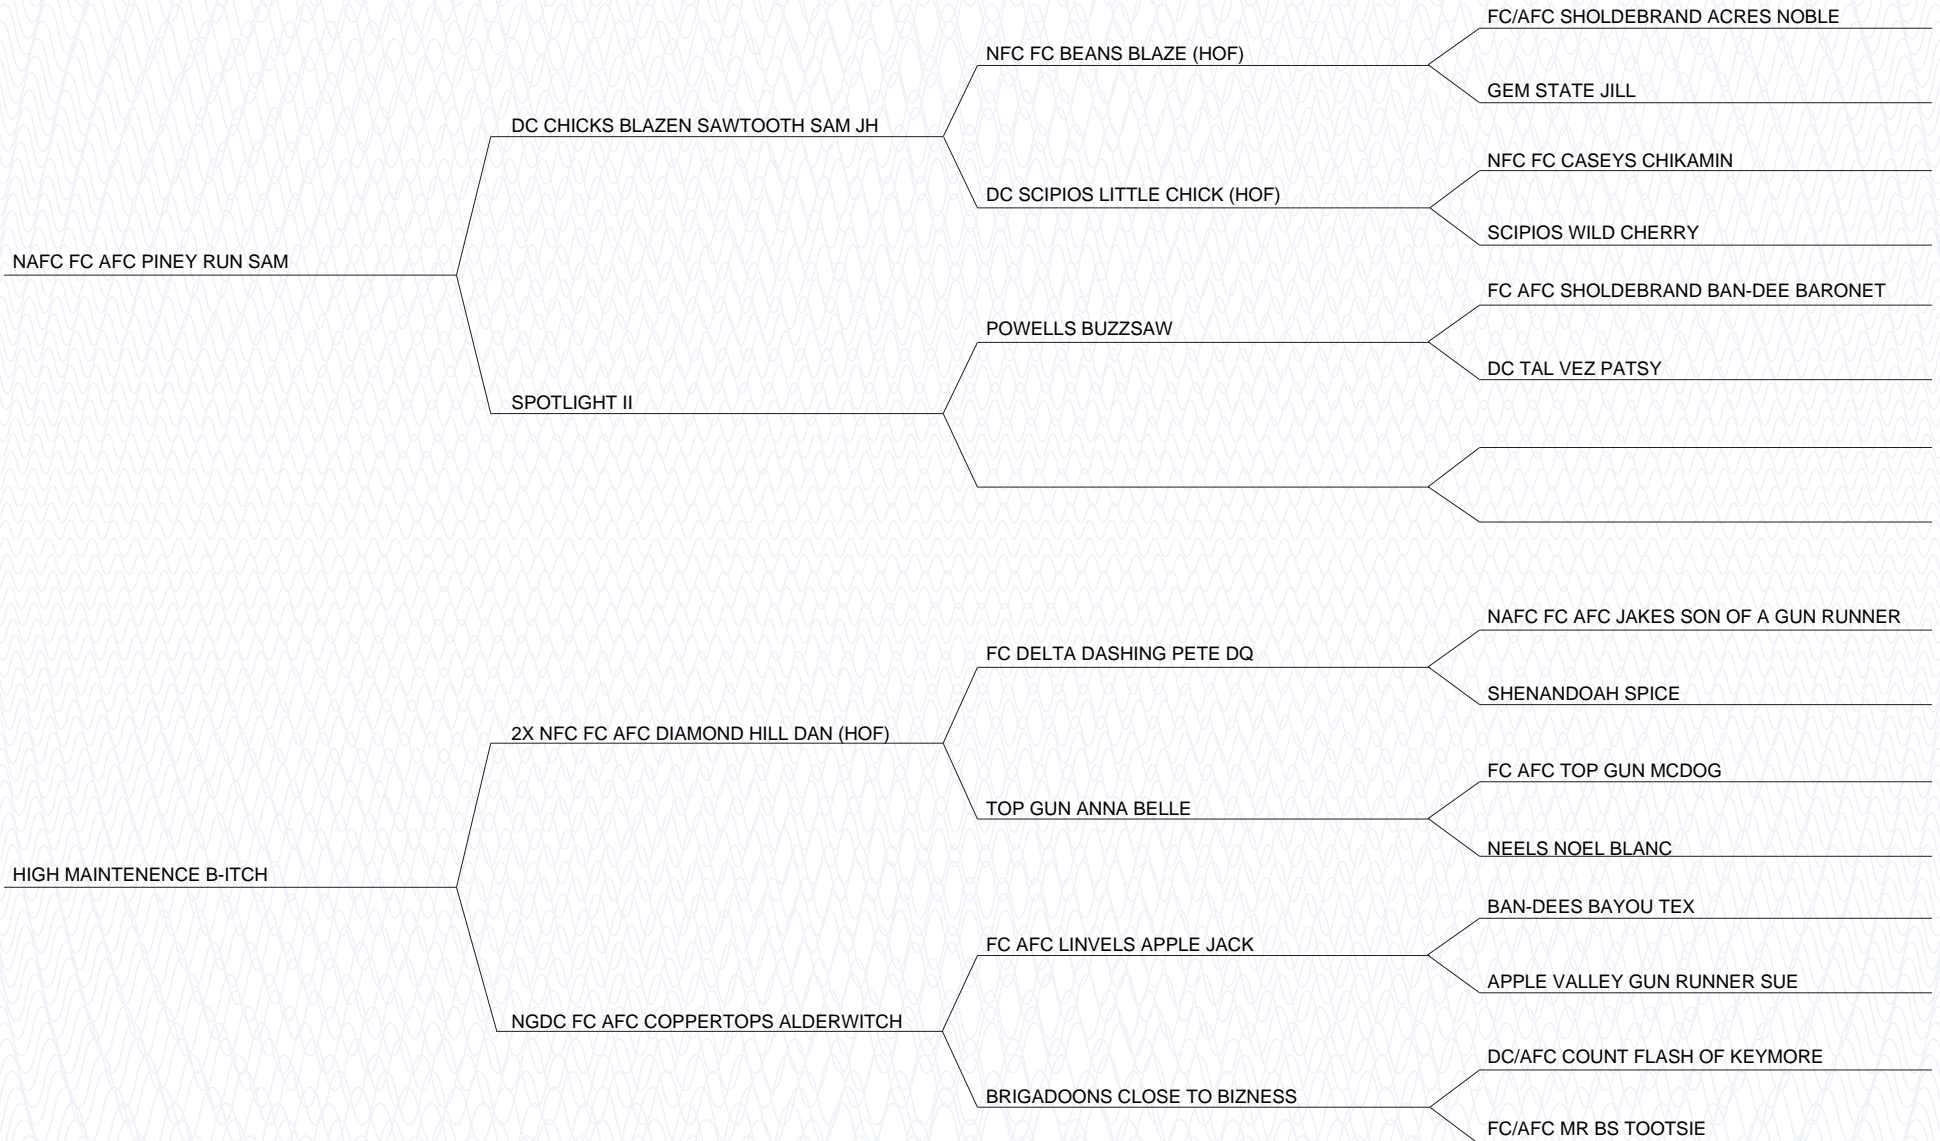 FC/AFC SHOLDEBRAND ACRES NOBLE
NFC FC BEANS BLAZE (HOF)
GEM STATE JILL
DC CHICKS BLAZEN SAWTOOTH SAM JH
NFC FC CASEYS CHIKAMIN
DC SCIPIOS LITTLE CHICK (HOF)
SCIPIOS WILD CHERRY
NAFC FC AFC PINEY RUN SAM
FC AFC SHOLDEBRAND BAN-DEE BARONET
POWELLS BUZZSAW
DC TAL VEZ PATSY
SPOTLIGHT II
NAFC FC AFC JAKES SON OF A GUN RUNNER
FC DELTA DASHING PETE DQ
SHENANDOAH SPICE
2X NFC FC AFC DIAMOND HILL DAN (HOF)
FC AFC TOP GUN MCDOG
TOP GUN ANNA BELLE
NEELS NOEL BLANC
HIGH MAINTENENCE B-ITCH
BAN-DEES BAYOU TEX
FC AFC LINVELS APPLE JACK
APPLE VALLEY GUN RUNNER SUE
NGDC FC AFC COPPERTOPS ALDERWITCH
DC/AFC COUNT FLASH OF KEYMORE
BRIGADOONS CLOSE TO BIZNESS
FC/AFC MR BS TOOTSIE